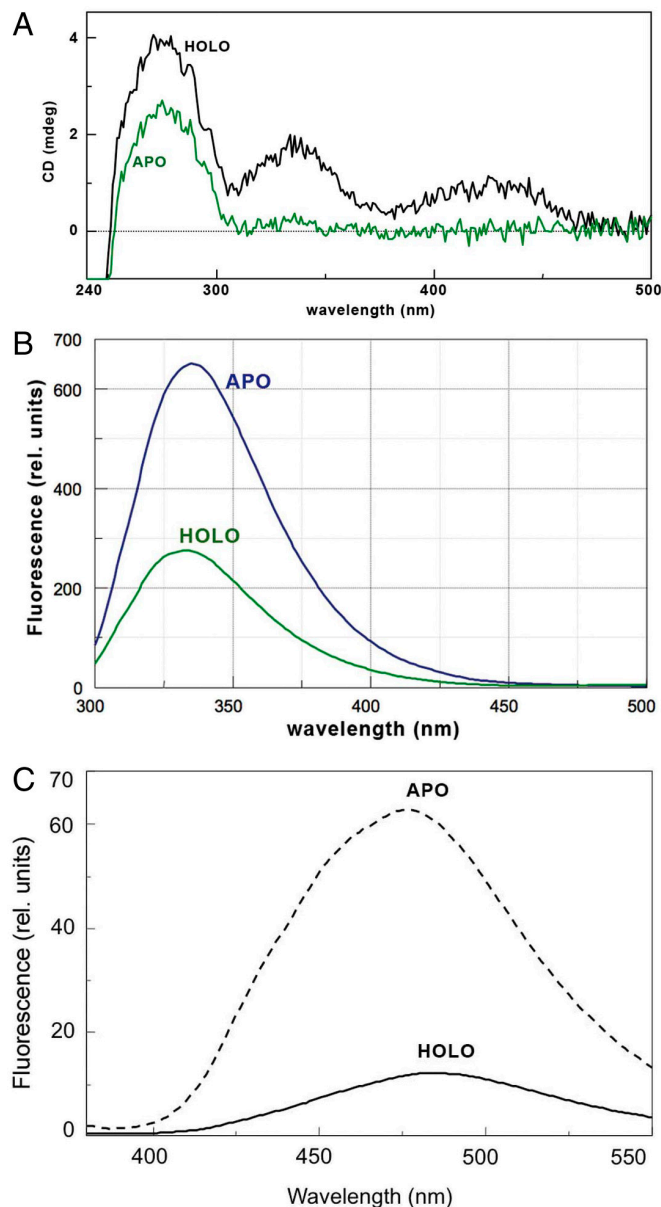 A
4
HOLO
CD (mdeg)
2
APO
0
240 300 400 500
wavelength (nm)
B
700
600
APO
Fluorescence (rel. units)
400
HOLO
200
0
300 350 400 450 500
wavelength (nm)
C
70
APO
60
Fluorescence (rel. units)
40
20
HOLO
0
400 450 500 550
Wavelength (nm)